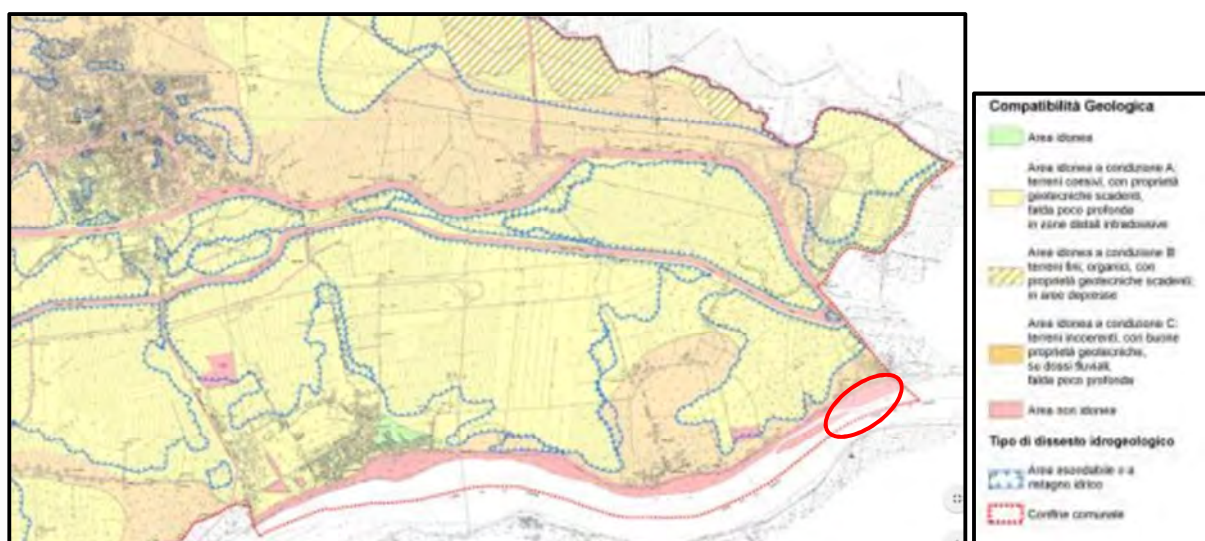 Compatibilità Geologica
Area idonea
Area idonea a condizione A:
terreni coesivi, con proprietà
geotecniche scadenti,
falda poco profonda
in zone distali intradossive
Area idonea a condizione B:
terreni fini, organici, con
proprietà geotecniche scadenti;
in aree depresse
Area idonea a condizione C:
terreni incoerenti, con buone
proprietà geotecniche,
su dossi fluviali,
falda poco profonda
Area non idonea
Tipo di dissesto idrogeologico
Area esondabile o a
ristagno idrico
Confine comunale